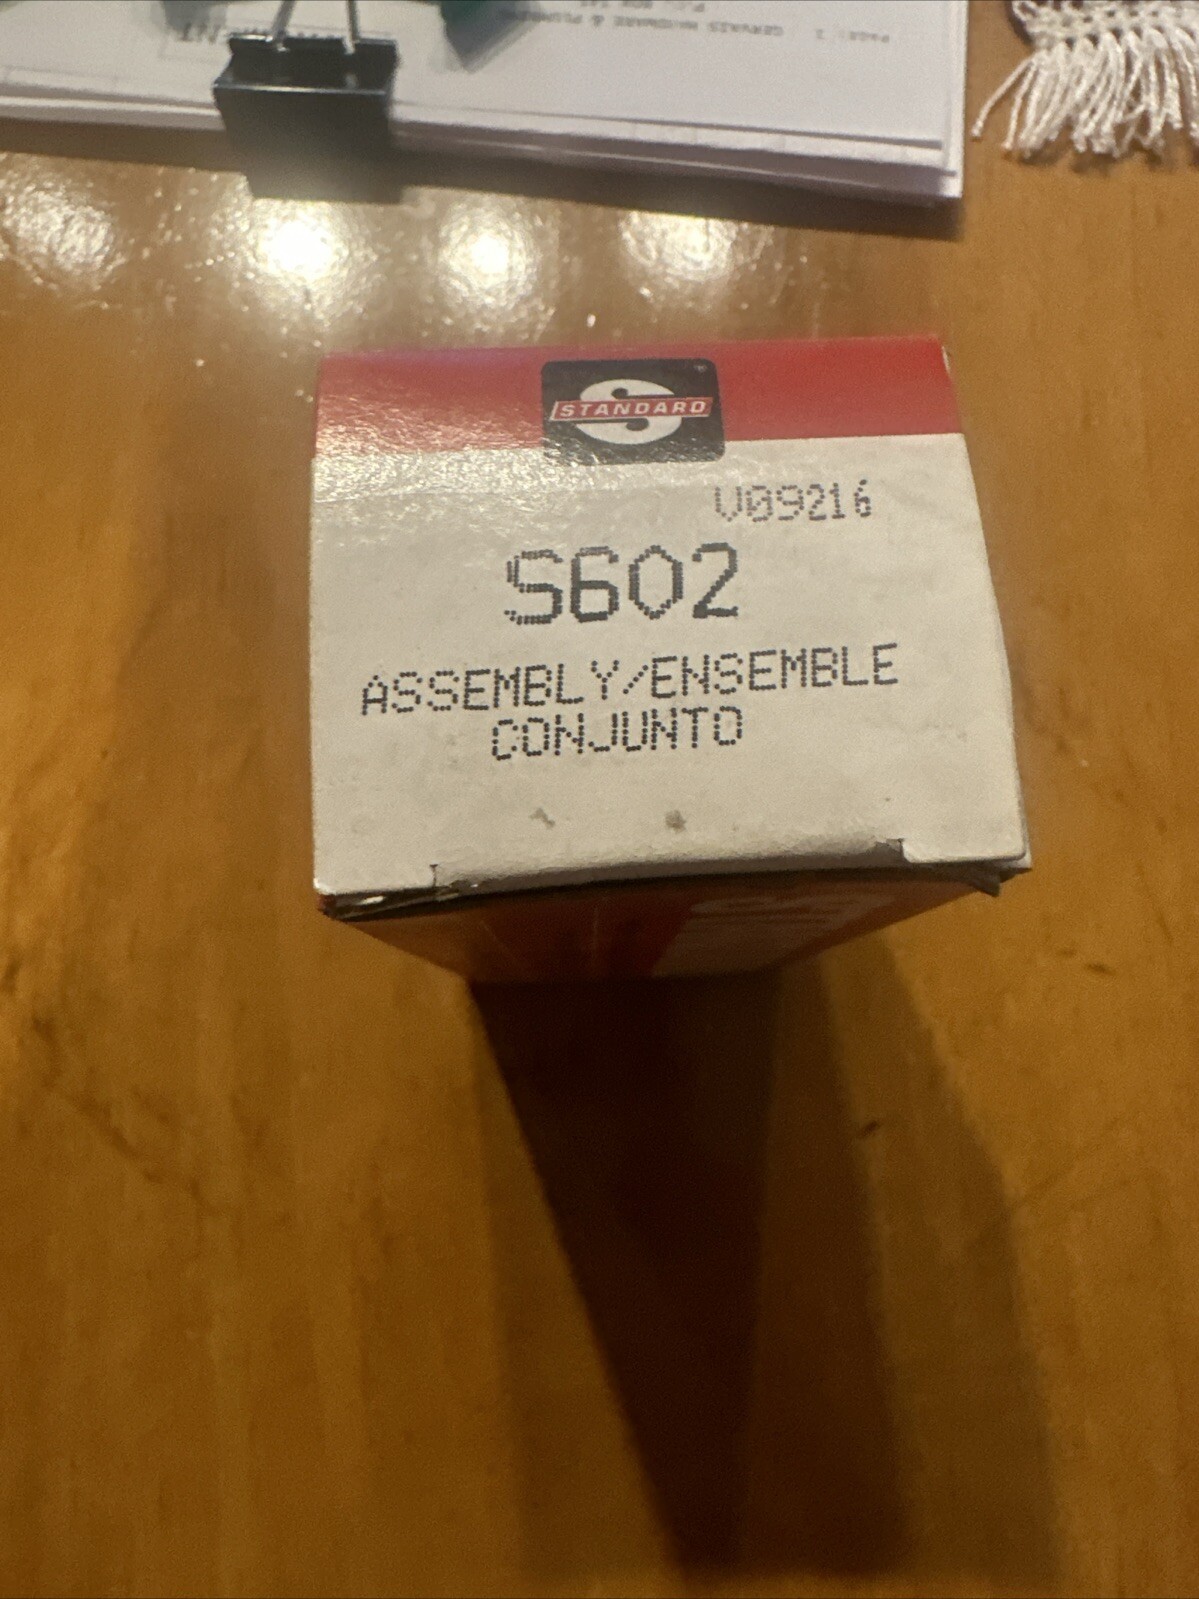 STANDARD
V09216
S602
ASSEMBLY/ENSEMBLE
CONJUNTO